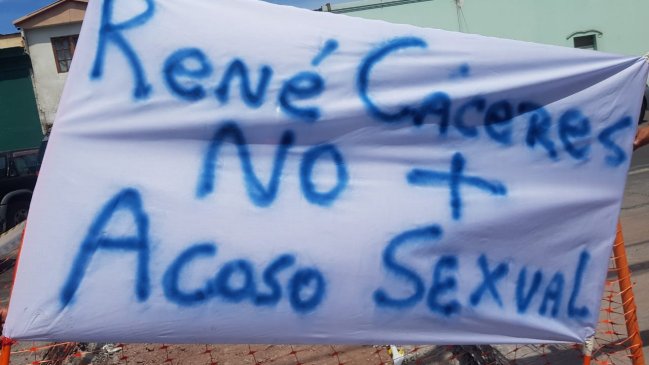 René Cáceres
No +
Acoso Sexual